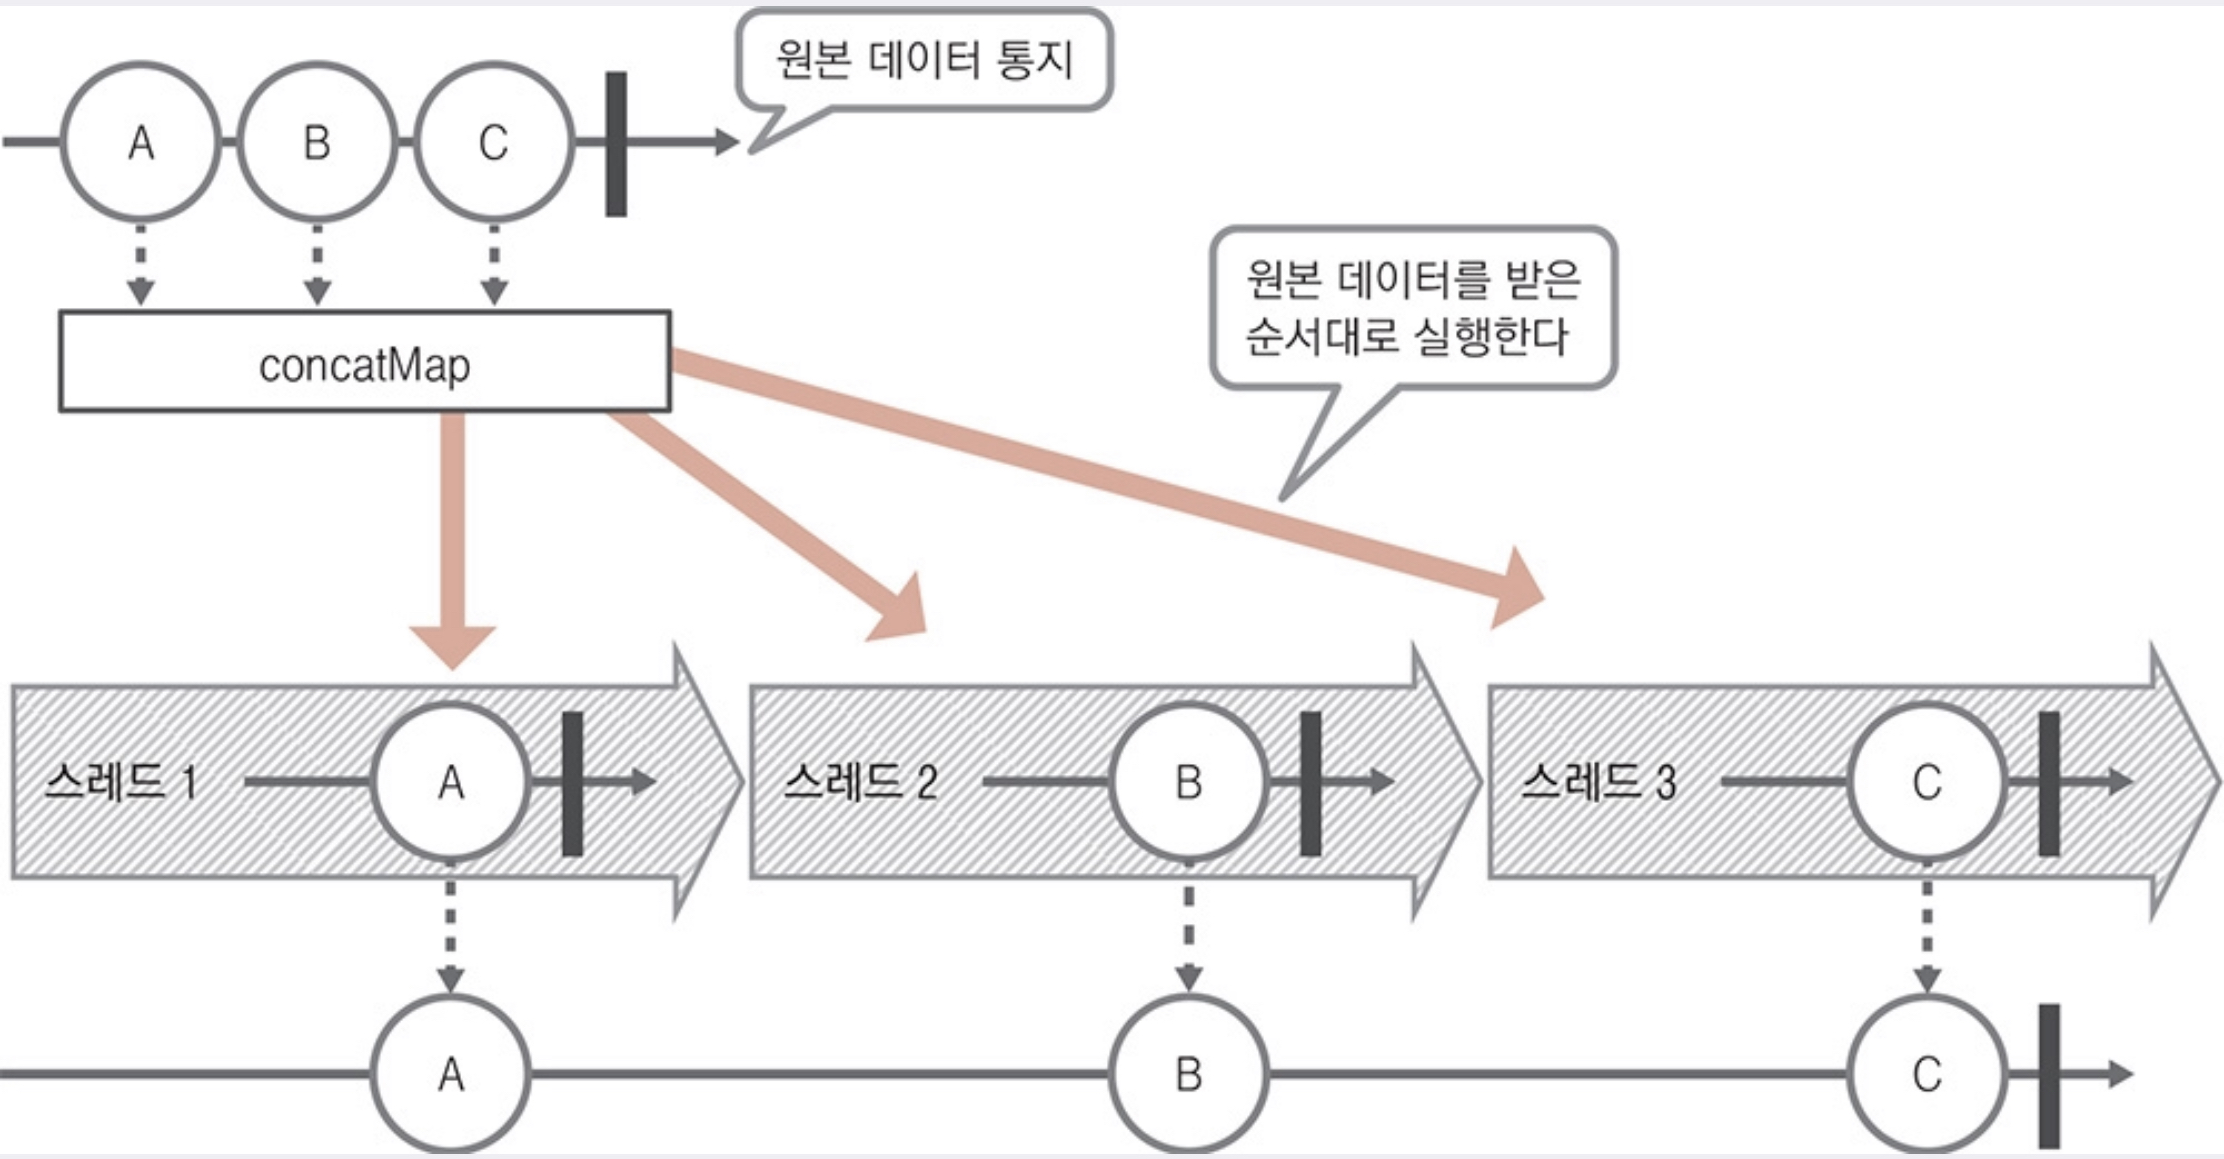 원본 데이터 통지
A
B
C
원본 데이터를 받은
순서대로 실행한다
concatMap
스레드 1
A
스레드 2
B
스레드 3
C
A
B
C